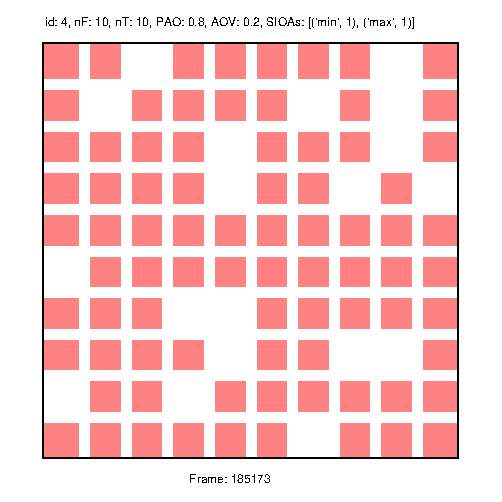 id: 4, nF: 10, nT: 10, PAO: 0.8, AOV: 0.2, SIOAs: [('min', 1), ('max', 1)]
Frame: 185173